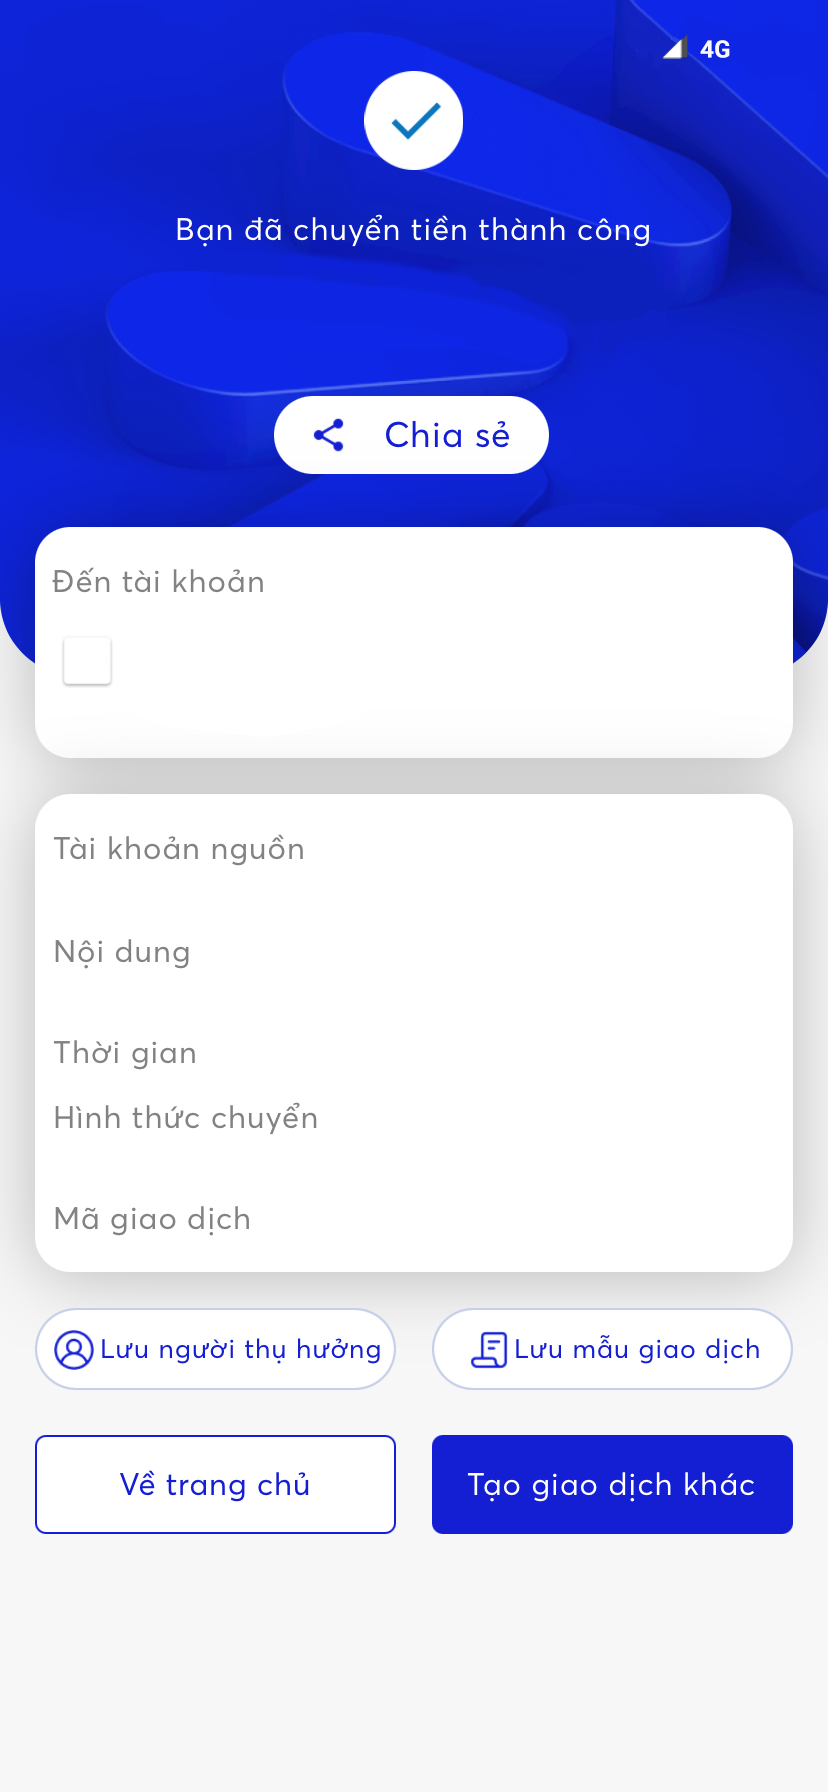 4G
Bạn đã chuyển tiền thành công
Chia sẻ
Đến tài khoản
Tài khoản nguồn
Nội dung
Thời gian
Hình thức chuyển
Mã giao dịch
Lưu người thụ hưởng
Lưu mẫu giao dịch
Về trang chủ
Tạo giao dịch khác